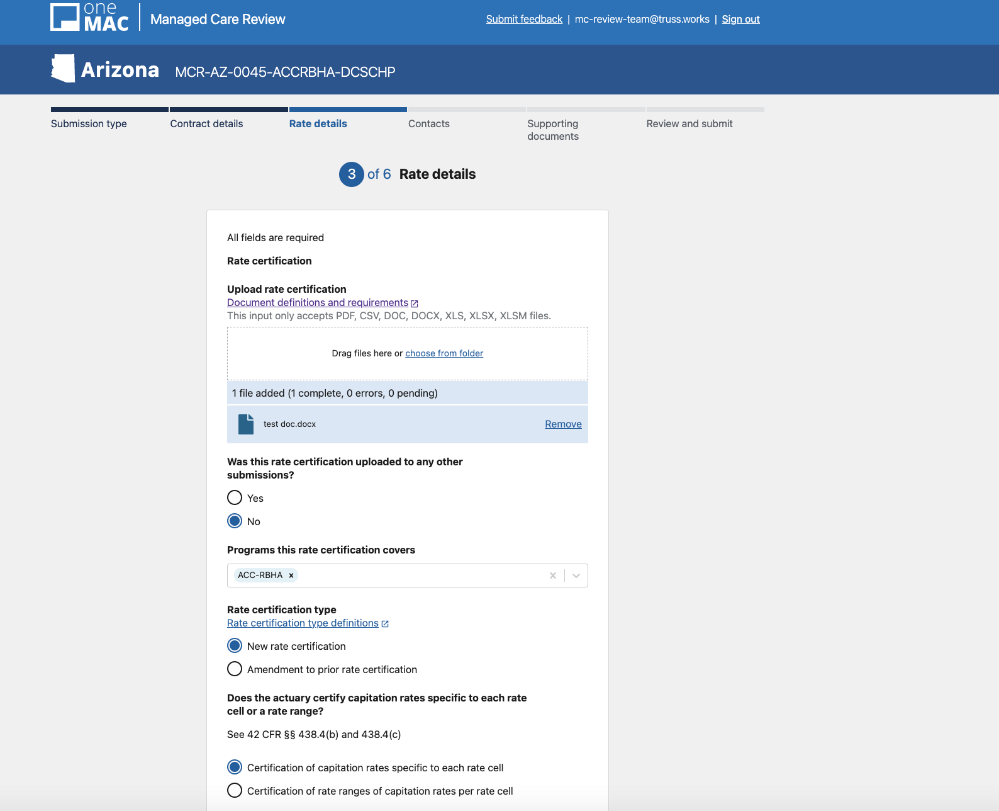 one
MAC
Managed Care Review
Submit feedback | mc-review-team@truss.works | Sign out
Arizona MCR-AZ-0045-ACCRBHA-DCSCHP
Submission type
Contract details
Rate details
Contacts
Supporting
documents
Review and submit
3 of 6 Rate details
All fields are required
Rate certification
Upload rate certification
Document definitions and requirements
This input only accepts PDF, CSV, DOC, DOCX, XLS, XLSX, XLSM files.
Drag files here or choose from folder
1 file added (1 complete, 0 errors, 0 pending)
test doc.docx Remove
Was this rate certification uploaded to any other
submissions?
Yes
No
Programs this rate certification covers
ACC-RBHA
Rate certification type
Rate certification type definitions
New rate certification
Amendment to prior rate certification
Does the actuary certify capitation rates specific to each rate
cell or a rate range?
See 42 CFR §§ 438.4(b) and 438.4(c)
Certification of capitation rates specific to each rate cell
Certification of rate ranges of capitation rates per rate cell